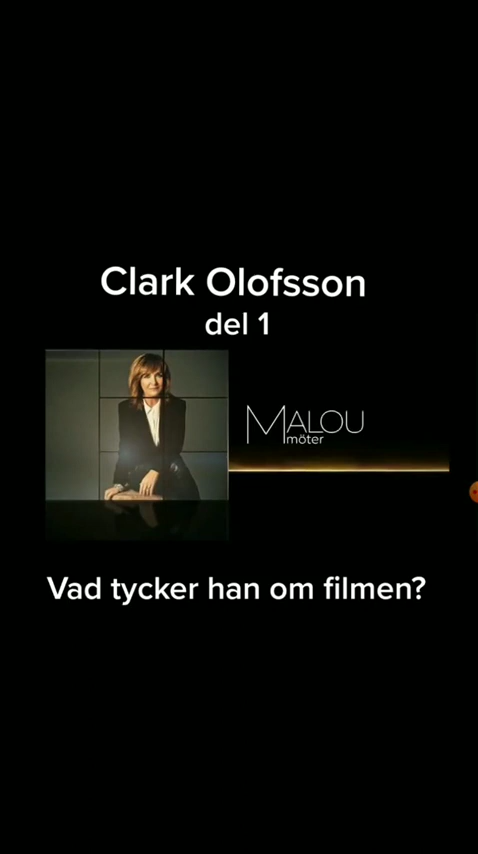 Clark Olofsson
del 1
MALOU
möter
Vad tycker han om filmen?